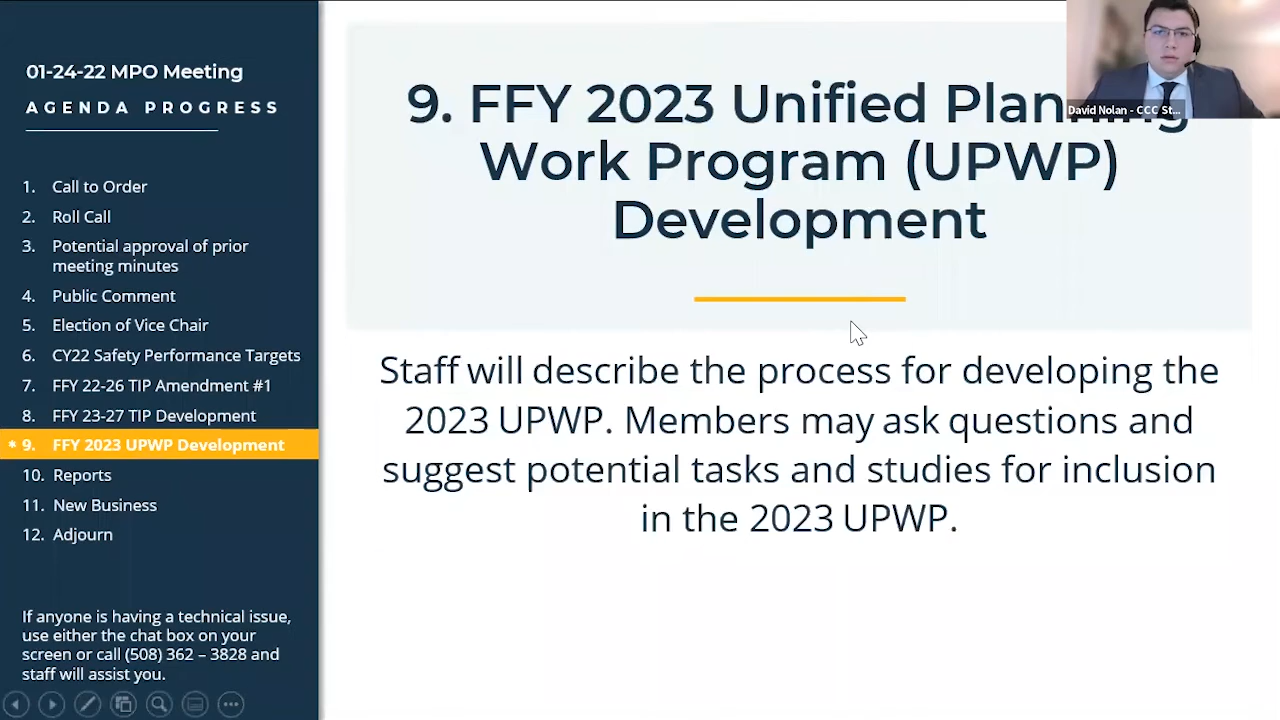 01-24-22 MPO Meeting
AGENDA PROGRESS
1. Call to Order
2. Roll Call
3. Potential approval of prior
meeting minutes
4. Public Comment
5. Election of Vice Chair
6. CY22 Safety Performance Targets
7. FFY 22-26 TIP Amendment #1
8. FFY 23-27 TIP Development
* 9. FFY 2023 UPWP Development
10. Reports
11. New Business
12. Adjourn
If anyone is having a technical issue,
use either the chat box on your
screen or call (508) 362 – 3828 and
staff will assist you.
9. FFY 2023 Unified Planning
Work Program (UPWP)
Development
Staff will describe the process for developing the
2023 UPWP. Members may ask questions and
suggest potential tasks and studies for inclusion
in the 2023 UPWP.
David Nolan - CCC St...